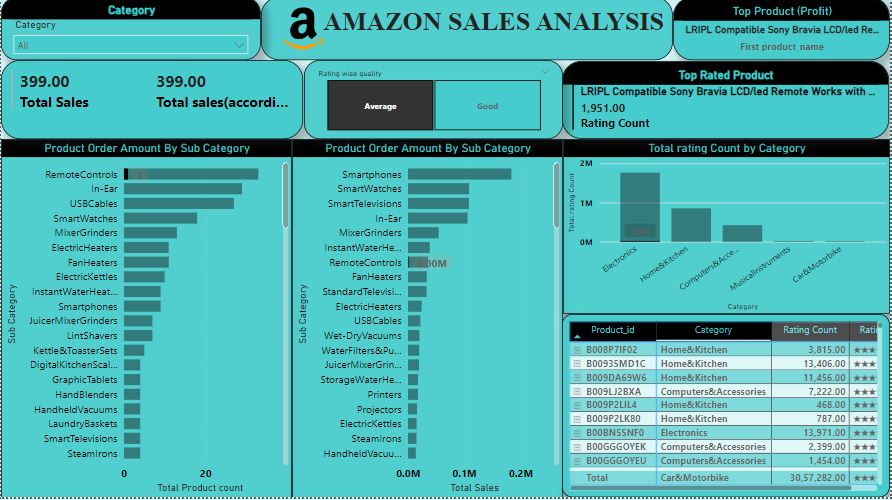 Category
Category
All
AMAZON SALES ANALYSIS
Top Product (Profit)
LRIPL Compatible Sony Bravia LCD/led Re...
First product_name
399.00
Total Sales
399.00
Total sales(accordi...
Rating wise quality
Average
Good
Top Rated Product
LRIPL Compatible Sony Bravia LCD/led Remote Works with ...
1,951.00
Rating Count
Product Order Amount By Sub Category
Sub Category
RemoteControls
1
In-Ear
USBCables
SmartWatches
MixerGrinders
ElectricHeaters
FanHeaters
ElectricKettles
InstantWaterHeat...
Smartphones
JuicerMixerGrinders
LintShavers
Kettle&ToasterSets
DigitalKitchenScal...
GraphicTablets
HandBlenders
HandheldVacuums
LaundryBaskets
SmartTelevisions
SteamIrons
0 20
Total Product count
Product Order Amount By Sub Category
Sub Category
Smartphones
SmartWatches
SmartTelevisions
In-Ear
MixerGrinders
InstantWaterHe...
RemoteControls
0.00M
FanHeaters
StandardTelevisi...
ElectricHeaters
USBCables
Wet-DryVacuums
WaterFilters&Pu...
JuicerMixerGrin...
StorageWaterHe...
Printers
Projectors
ElectricKettles
SteamIrons
HandheldVacuu...
0.0M 0.1M 0.2M
Total Sales
Total rating Count by Category
Total rating Count
2M
1M
0M
Electronics
Home&Kitchen
Computers&Acce...
MusicalInstruments
Car&Motorbike
Category
Product_id Category Rating Count Ratin
B008P7IF02 Home&Kitchen 3,815.00 ★★★
B00935MD1C Home&Kitchen 13,406.00 ★★★
B009DA69W6 Home&Kitchen 11,456.00 ★★★
B009LJ2BXA Computers&Accessories 7,222.00 ★★★
B009P2LIL4 Home&Kitchen 468.00 ★★★
B009P2LK80 Home&Kitchen 787.00 ★★★
B00BN55NF0 Electronics 13,971.00 ★★★
B00GGGOYEK Computers&Accessories 2,399.00 ★★★
B00GGGOYEU Computers&Accessories 1,454.00 ★★★
Total Car&Motorbike 30,57,282.00 ★★★